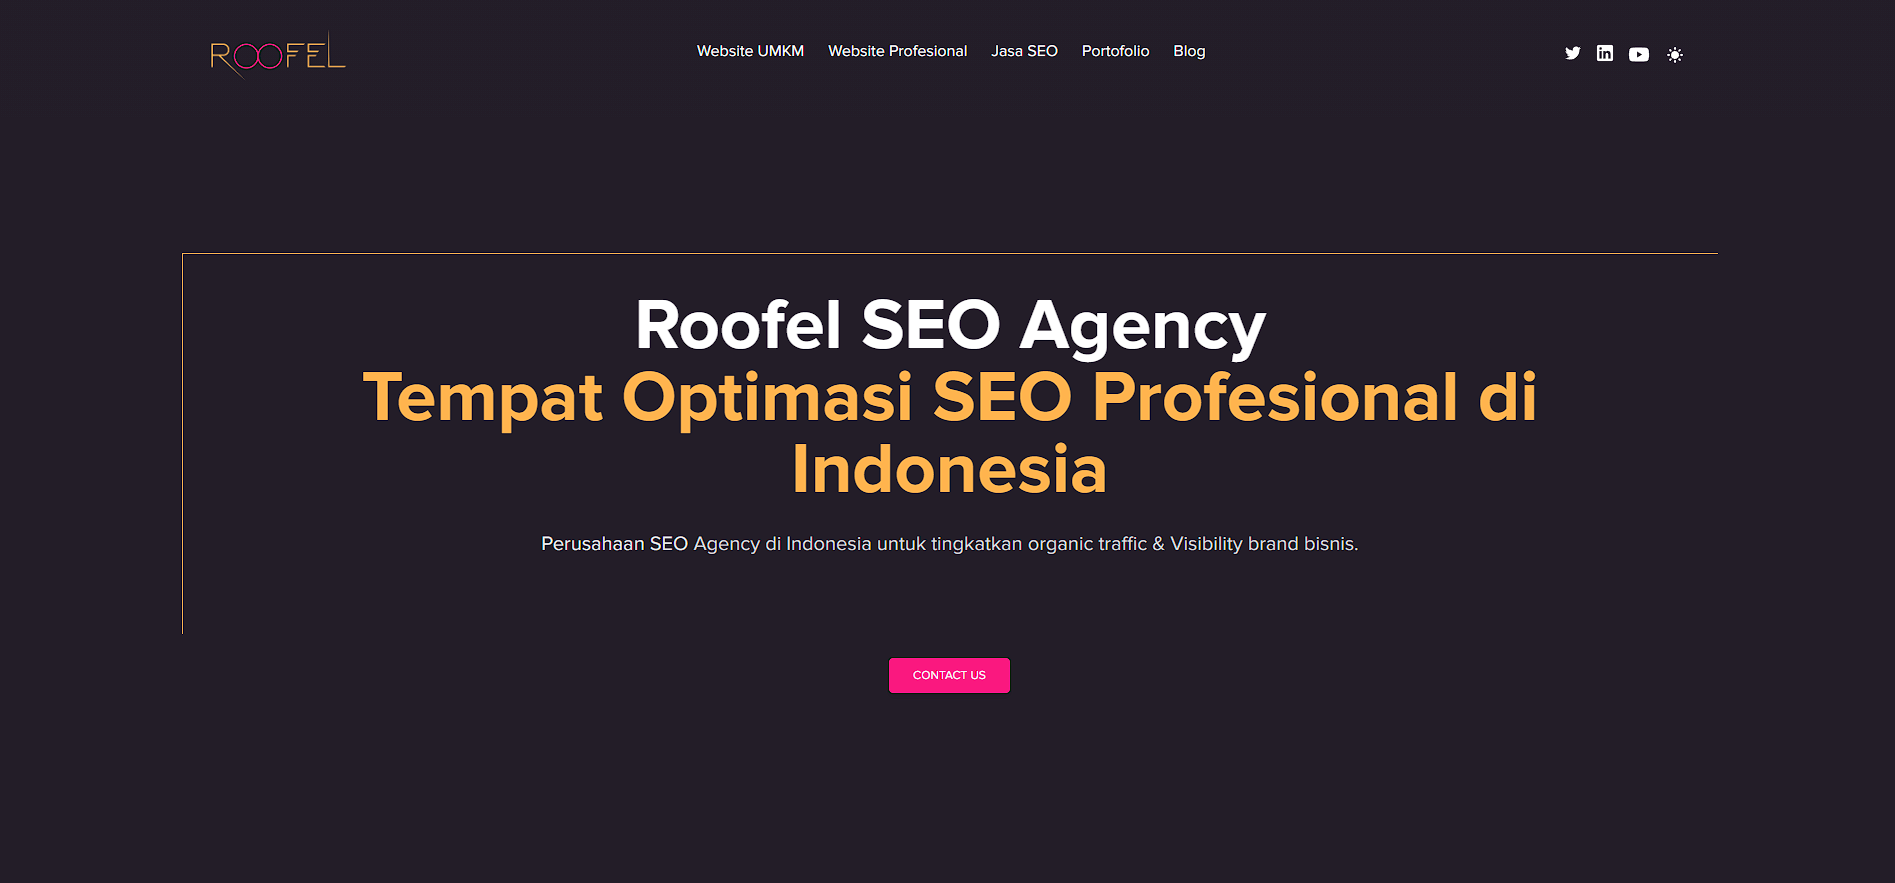 ROOFEL
Website UMKM Website Profesional Jasa SEO Portofolio Blog
Roofel SEO Agency
Tempat Optimasi SEO Profesional di
Indonesia
Perusahaan SEO Agency di Indonesia untuk tingkatkan organic traffic & Visibility brand bisnis.
CONTACT US